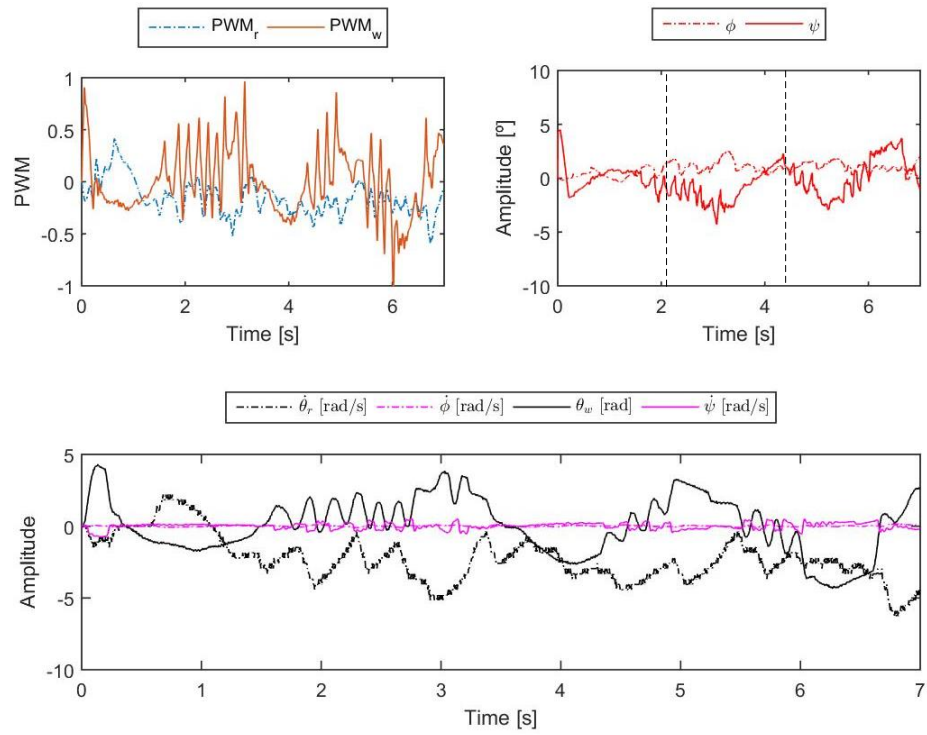 PWM_r PWM_w
ϕ ψ
1
0.5
0
-0.5
-1
PWM
0 2 4 6
Time [s]
10
5
0
-5
-10
Amplitude [º]
0 2 4 6
Time [s]
θ̇_r [rad/s] ϕ̇ [rad/s] θ_w [rad] ψ̇ [rad/s]
5
0
-5
-10
Amplitude
0 1 2 3 4 5 6 7
Time [s]